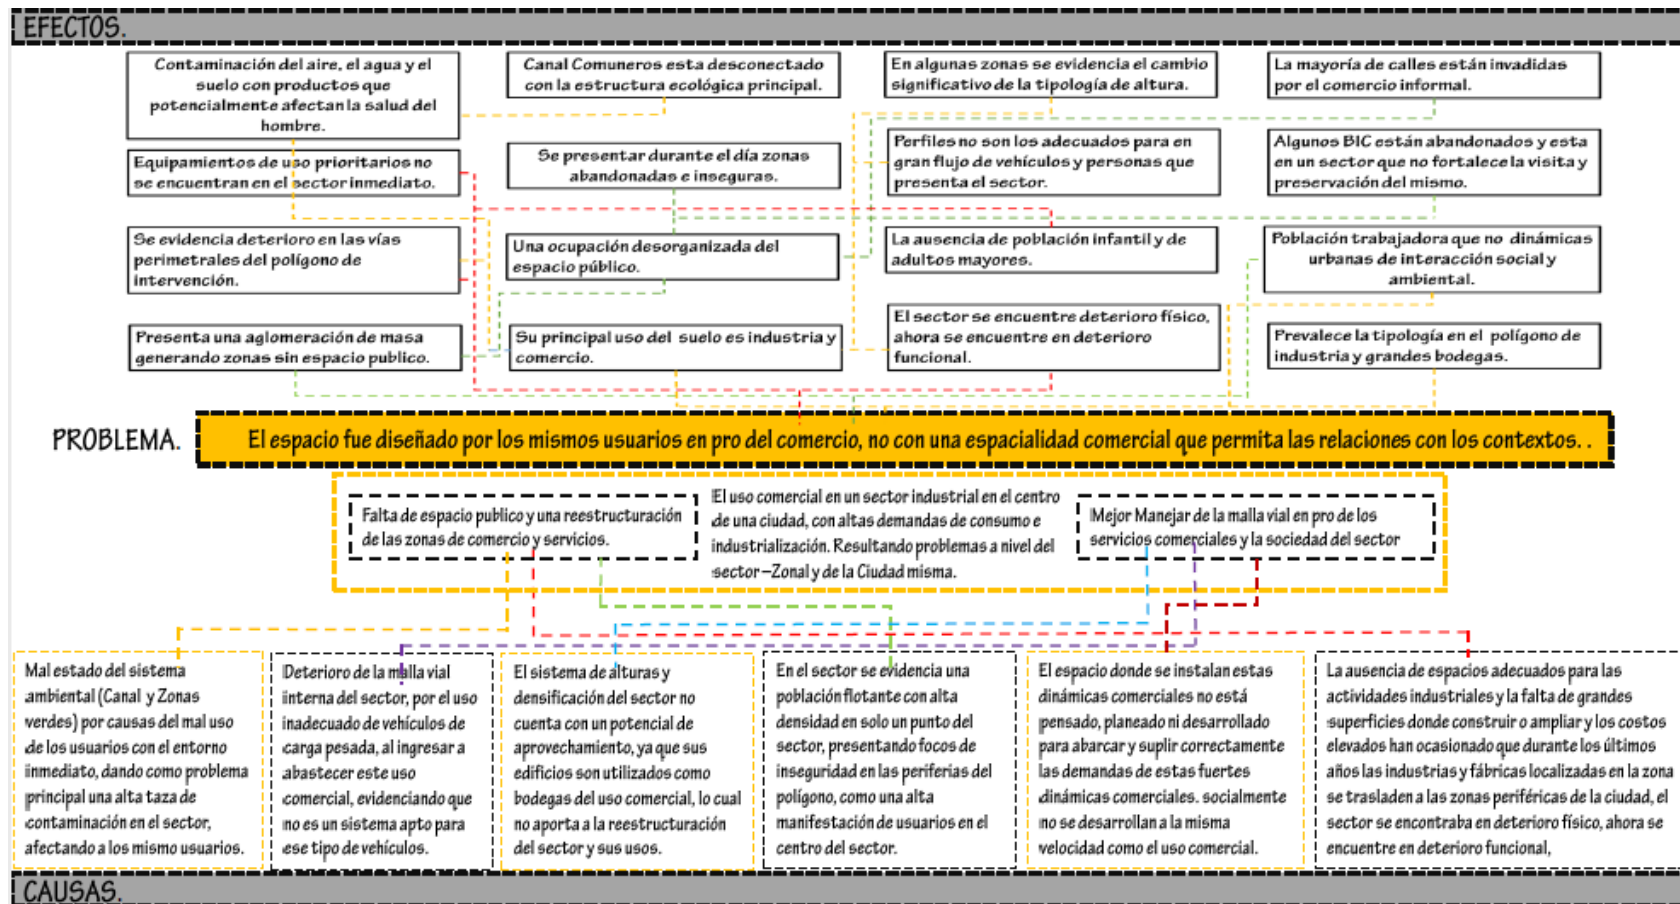 EFECTOS.
Contaminación del aire, el agua y el
suelo con productos que
potencialmente afectan la salud del
hombre.
Canal Comuneros esta desconectado
con la estructura ecológica principal.
En algunas zonas se evidencia el cambio
significativo de la tipología de altura.
La mayoría de calles están invadidas
por el comercio informal.
Equipamientos de uso prioritarios no
se encuentran en el sector inmediato.
Se presentar durante el día zonas
abandonadas e inseguras.
Perfiles no son los adecuados para en
gran flujo de vehículos y personas que
presenta el sector.
Algunos BIC están abandonados y esta
en un sector que no fortalece la visita y
preservación del mismo.
Se evidencia deterioro en las vías
perimetrales del polígono de
intervención.
Una ocupación desorganizada del
espacio público.
La ausencia de población infantil y de
adultos mayores.
Población trabajadora que no dinámicas
urbanas de interacción social y
ambiental.
Presenta una aglomeración de masa
generando zonas sin espacio publico.
Su principal uso del suelo es industria y
comercio.
El sector se encuentre deterioro físico,
ahora se encuentre en deterioro
funcional.
Prevalece la tipología en el polígono de
industria y grandes bodegas.
PROBLEMA.
El espacio fue diseñado por los mismos usuarios en pro del comercio, no con una espacialidad comercial que permita las relaciones con los contextos. .
Falta de espacio publico y una reestructuración
de las zonas de comercio y servicios.
El uso comercial en un sector industrial en el centro
de una ciudad, con altas demandas de consumo e
industrialización. Resultando problemas a nivel del
sector –Zonal y de la Ciudad misma.
Mejor Manejar de la malla vial en pro de los
servicios comerciales y la sociedad del sector
Mal estado del sistema
ambiental (Canal y Zonas
verdes) por causas del mal uso
de los usuarios con el entorno
inmediato, dando como problema
principal una alta taza de
contaminación en el sector,
afectando a los mismo usuarios.
Deterioro de la malla vial
interna del sector, por el uso
inadecuado de vehículos de
carga pesada, al ingresar a
abastecer este uso
comercial, evidenciando que
no es un sistema apto para
ese tipo de vehículos.
El sistema de alturas y
densificación del sector no
cuenta con un potencial de
aprovechamiento, ya que sus
edificios son utilizados como
bodegas del uso comercial, lo cual
no aporta a la reestructuración
del sector y sus usos.
En el sector se evidencia una
población flotante con alta
densidad en solo un punto del
sector, presentando focos de
inseguridad en las periferias del
polígono, como una alta
manifestación de usuarios en el
centro del sector.
El espacio donde se instalan estas
dinámicas comerciales no está
pensado, planeado ni desarrollado
para abarcar y suplir correctamente
las demandas de estas fuertes
dinámicas comerciales. socialmente
no se desarrollan a la misma
velocidad como el uso comercial.
La ausencia de espacios adecuados para las
actividades industriales y la falta de grandes
superficies donde construir o ampliar y los costos
elevados han ocasionado que durante los últimos
años las industrias y fábricas localizadas en la zona
se trasladen a las zonas periféricas de la ciudad, el
sector se encontraba en deterioro físico, ahora se
encuentre en deterioro funcional,
CAUSAS.